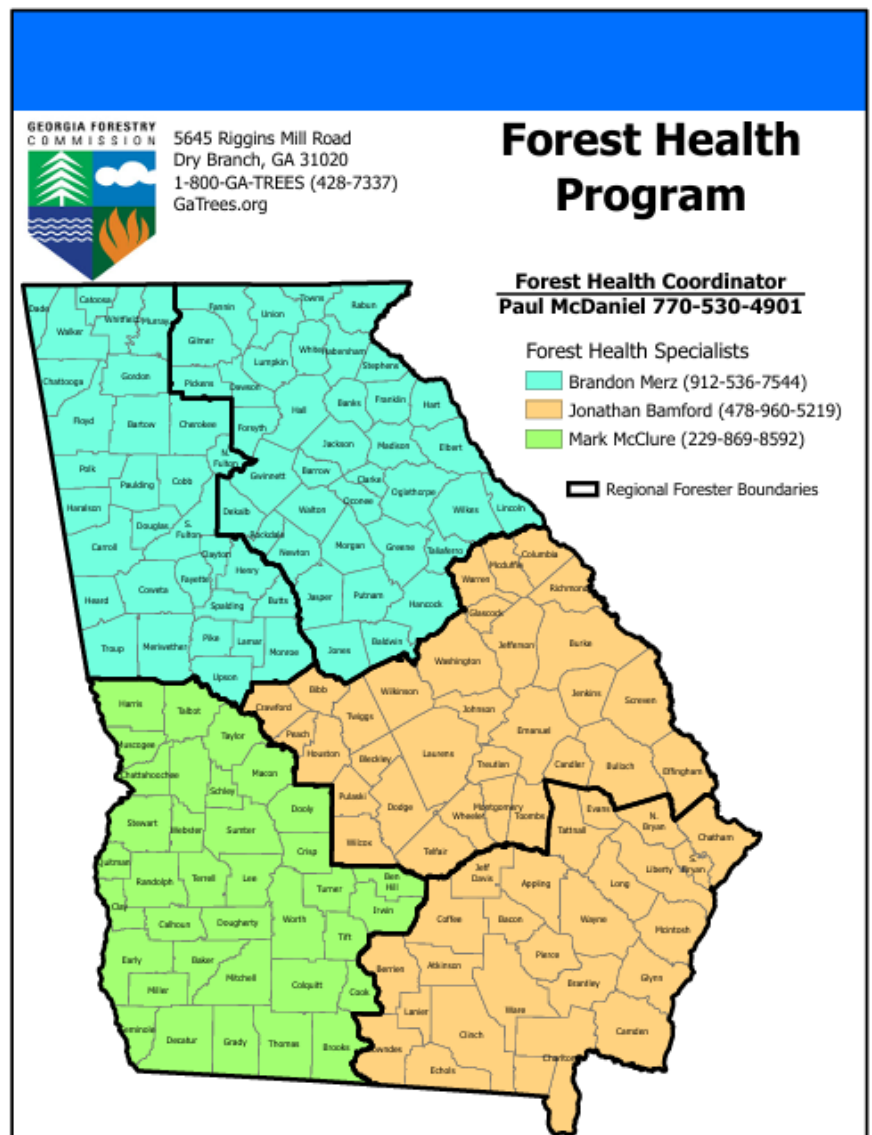 GEORGIA FORESTRY
COMMISSION
5645 Riggins Mill Road
Dry Branch, GA 31020
1-800-GA-TREES (428-7337)
GaTrees.org
Forest Health
Program
Forest Health Coordinator
Paul McDaniel 770-530-4901
Forest Health Specialists
Brandon Merz (912-536-7544)
Jonathan Bamford (478-960-5219)
Mark McClure (229-869-8592)
Regional Forester Boundaries
Dade
Catoosa
Whitfield
Murray
Walker
Fannin
Towns
Union
Rabun
Gilmer
White
Habersham
Lumpkin
Stephens
Chattooga
Gordon
Pickens
Dawson
Hall
Banks
Franklin
Hart
Floyd
Bartow
Cherokee
Forsyth
Jackson
Madison
Elbert
N.
Fulton
Gwinnett
Barrow
Clarke
Oconee
Oglethorpe
Polk
Paulding
Cobb
Haralson
Douglas
S.
Fulton
Dekalb
Rockdale
Walton
Wilkes
Lincoln
Carroll
Clayton
Newton
Morgan
Greene
Taliaferro
Fayette
Henry
Heard
Coweta
Spalding
Butts
Jasper
Putnam
Hancock
Troup
Meriwether
Pike
Lamar
Monroe
Jones
Baldwin
Upson
Columbia
Mcduffie
Warren
Richmond
Glascock
Jefferson
Burke
Washington
Jenkins
Screven
Bibb
Wilkinson
Crawford
Twiggs
Johnson
Emanuel
Peach
Houston
Bleckley
Laurens
Treutlan
Candler
Bulloch
Effingham
Pulaski
Dodge
Wheeler
Montgomery
Toombs
Wilcox
Telfair
Harris
Talbot
Taylor
uscogee
hattahoochee
Macon
Schley
Dooly
Stewart
Webster
Sumter
Crisp
Quitman
Randolph
Terrell
Lee
Turner
Ben
Hill
Irwin
Clay
Calhoun
Dougherty
Worth
Tift
Early
Baker
Mitchell
Miller
Colquitt
Cook
eminole
Decatur
Grady
Thomas
Brooks
Evans
Tattnall
N.
Bryan
Chatham
S.
Bryan
Liberty
Jeff
Davis
Appling
Long
Coffee
Bacon
Wayne
McIntosh
Berrien
Atkinson
Pierce
Brantley
Glynn
Lanier
Ware
Clinch
Camden
wndes
Echols
Charlton